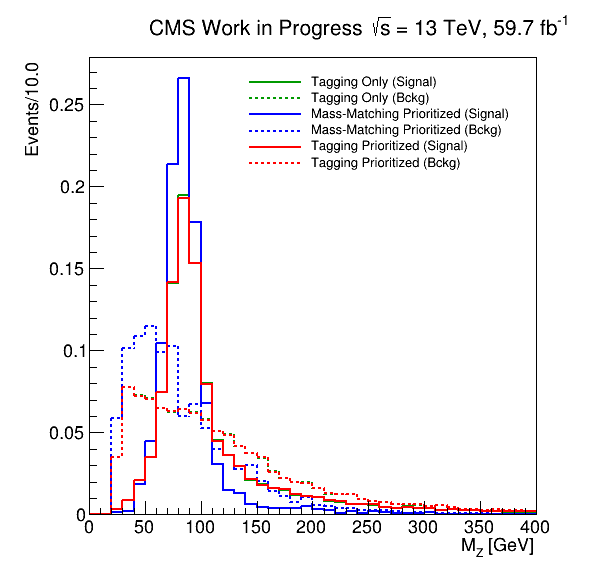 CMS Work in Progress √s = 13 TeV, 59.7 fb⁻¹
Events/10.0
Tagging Only (Signal)
Tagging Only (Bckg)
Mass-Matching Prioritized (Signal)
Mass-Matching Prioritized (Bckg)
Tagging Prioritized (Signal)
Tagging Prioritized (Bckg)
0.25
0.2
0.15
0.1
0.05
0
0 50 100 150 200 250 300 350 400
M_Z [GeV]